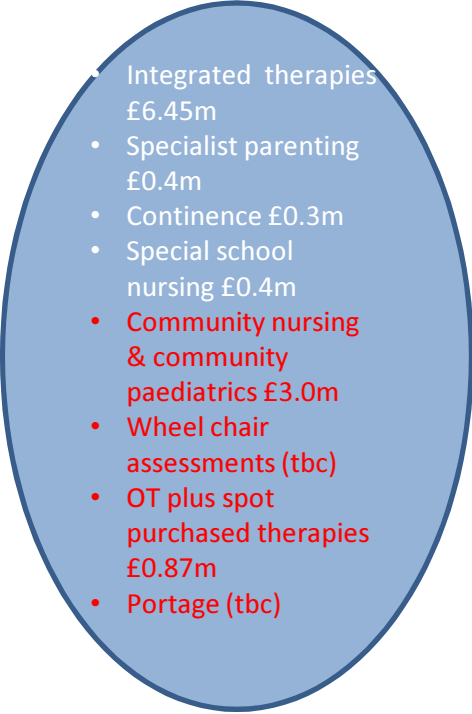 • Integrated therapies
£6.45m
• Specialist parenting
£0.4m
• Continence £0.3m
• Special school
nursing £0.4m
• Community nursing
& community
paediatrics £3.0m
• Wheel chair
assessments (tbc)
• OT plus spot
purchased therapies
£0.87m
• Portage (tbc)